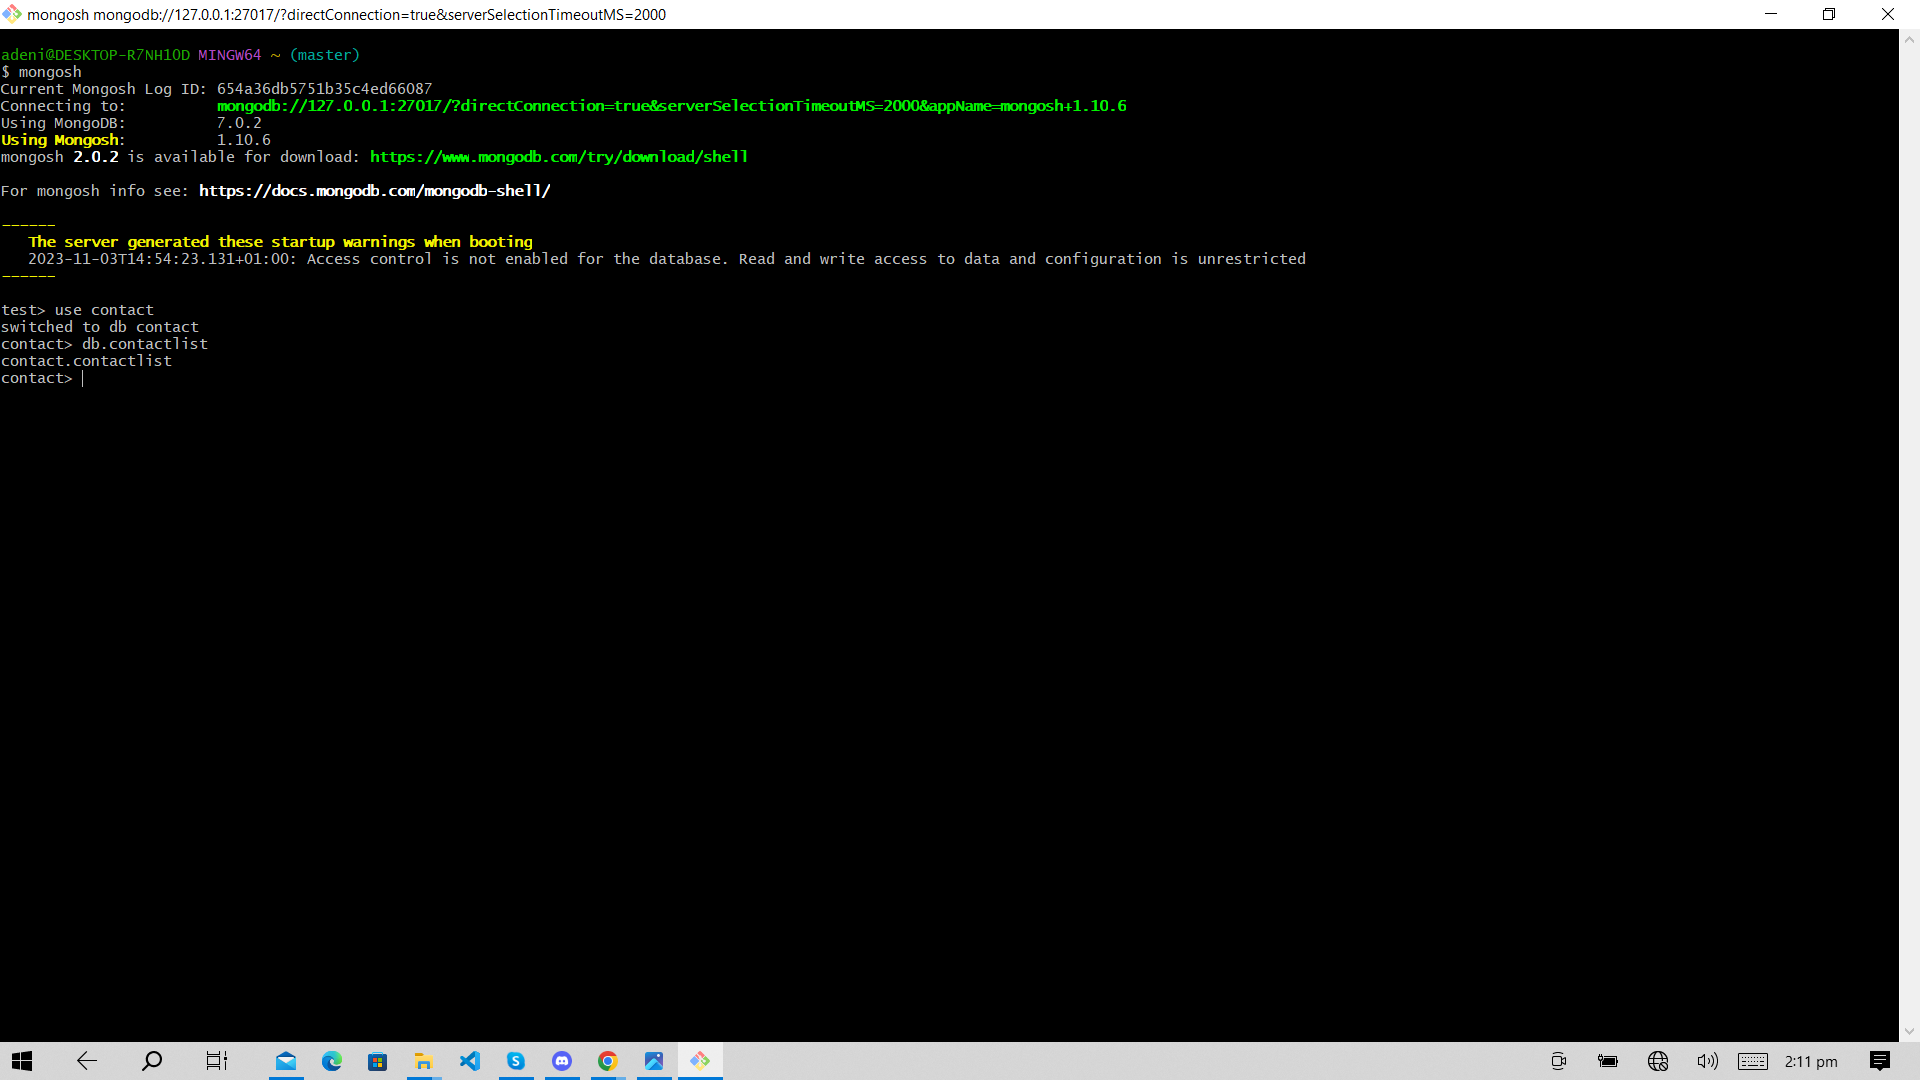 mongosh mongodb://127.0.0.1:27017/?directConnection=true&serverSelectionTimeoutMS=2000
adeni@DESKTOP-R7NH10D MINGW64 ~ (master)
$ mongosh
Current Mongosh Log ID: 654a36db5751b35c4ed66087
Connecting to: mongodb://127.0.0.1:27017/?directConnection=true&serverSelectionTimeoutMS=2000&appName=mongosh+1.10.6
Using MongoDB: 7.0.2
Using Mongosh: 1.10.6
mongosh 2.0.2 is available for download: https://www.mongodb.com/try/download/shell
For mongosh info see: https://docs.mongodb.com/mongodb-shell/
------
The server generated these startup warnings when booting
2023-11-03T14:54:23.131+01:00: Access control is not enabled for the database. Read and write access to data and configuration is unrestricted
------
test> use contact
switched to db contact
contact> db.contactlist
contact.contactlist
contact>
2:11 pm